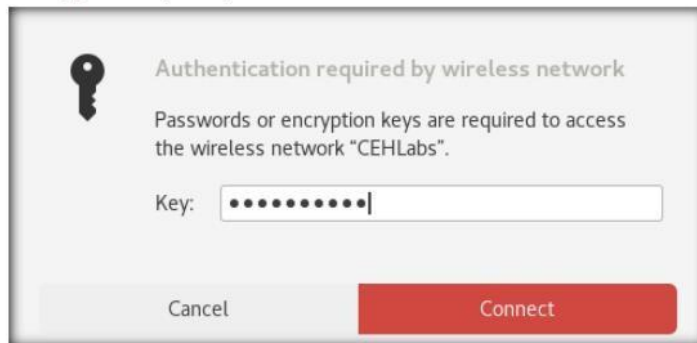 Authentication required by wireless network
Passwords or encryption keys are required to access
the wireless network “CEHLabs”.
Key: ••••••••••
Cancel Connect